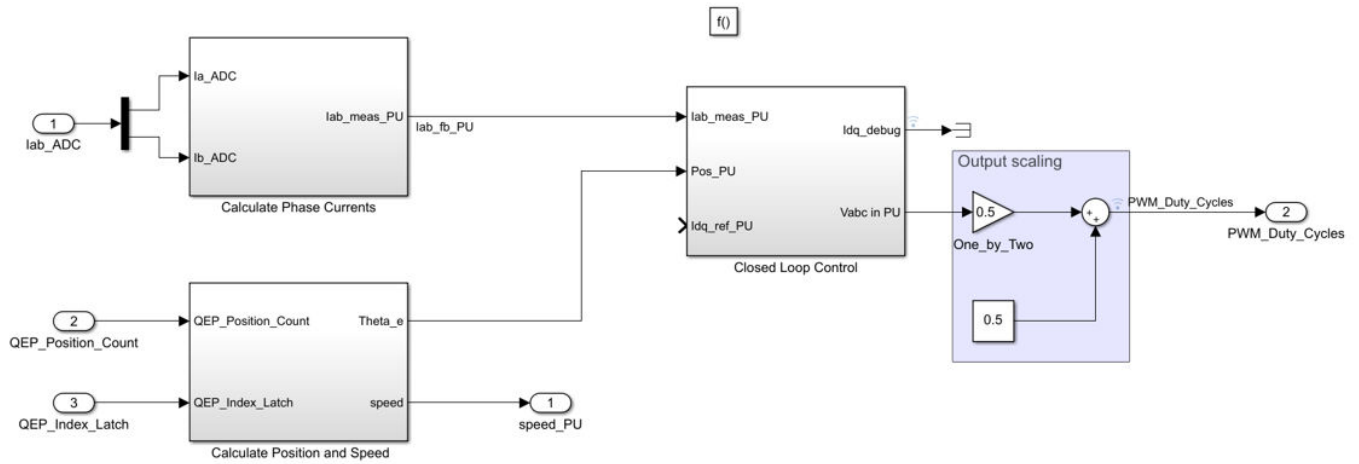 f()
Ia_ADC
1
Iab_ADC
Iab_meas_PU
Iab_fb_PU
Ib_ADC
Calculate Phase Currents
Iab_meas_PU
Idq_debug
Pos_PU
Vabc in PU
Idq_ref_PU
Closed Loop Control
Output scaling
0.5
One_by_Two
+
+
0.5
PWM_Duty_Cycles
2
PWM_Duty_Cycles
2
QEP_Position_Count
QEP_Position_Count
Theta_e
3
QEP_Index_Latch
QEP_Index_Latch
speed
1
speed_PU
Calculate Position and Speed